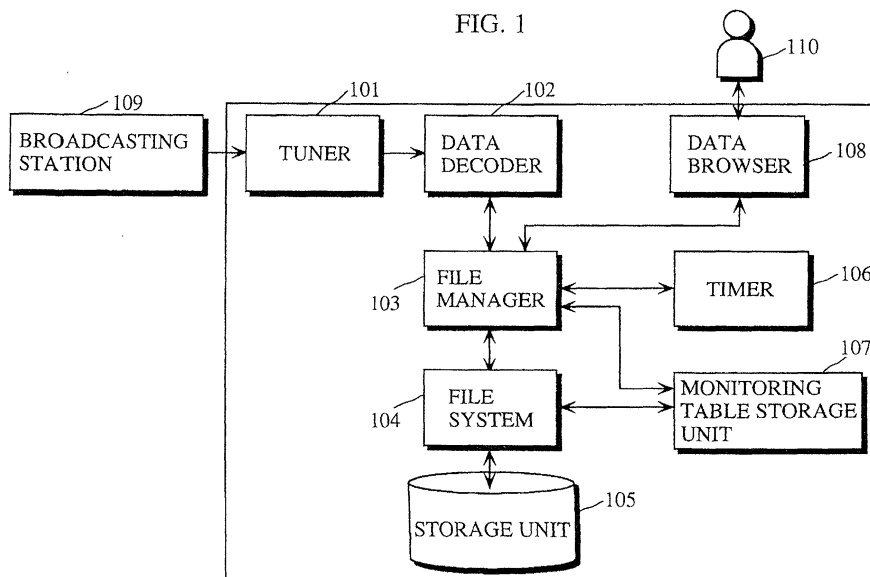 FIG. 1
110
109
101
102
BROADCASTING
STATION
TUNER
DATA
DECODER
DATA
BROWSER
108
103
FILE
MANAGER
TIMER
106
107
104
FILE
SYSTEM
MONITORING
TABLE STORAGE
UNIT
STORAGE UNIT
105